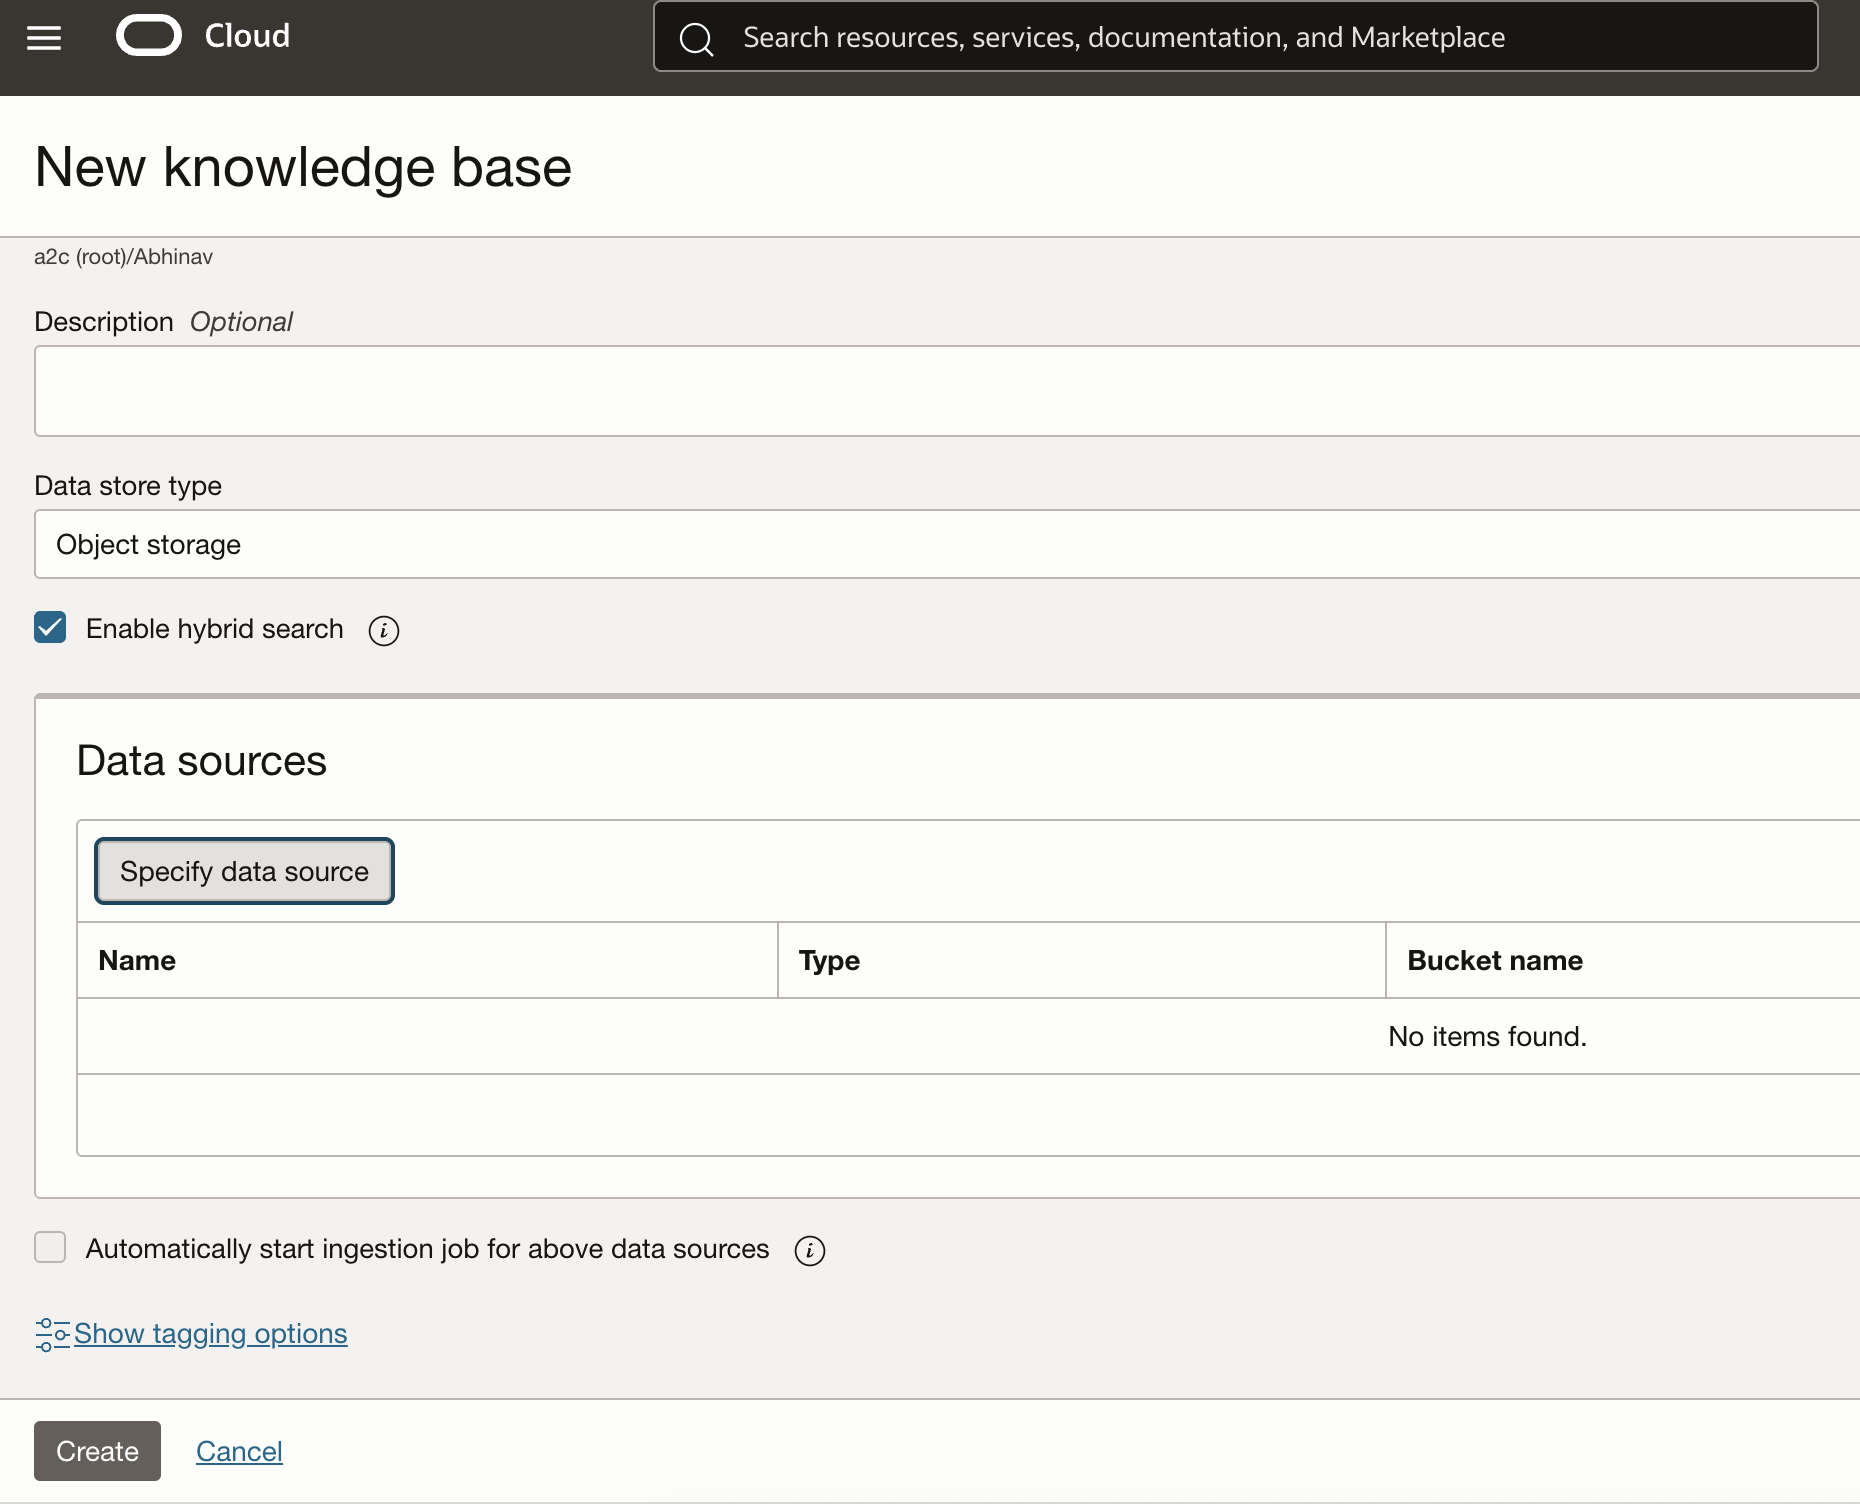 Cloud
Search resources, services, documentation, and Marketplace
New knowledge base
a2c (root)/Abhinav
Description Optional
Data store type
Object storage
Enable hybrid search
Data sources
Specify data source
Name Type Bucket name
No items found.
Automatically start ingestion job for above data sources
Show tagging options
Create Cancel